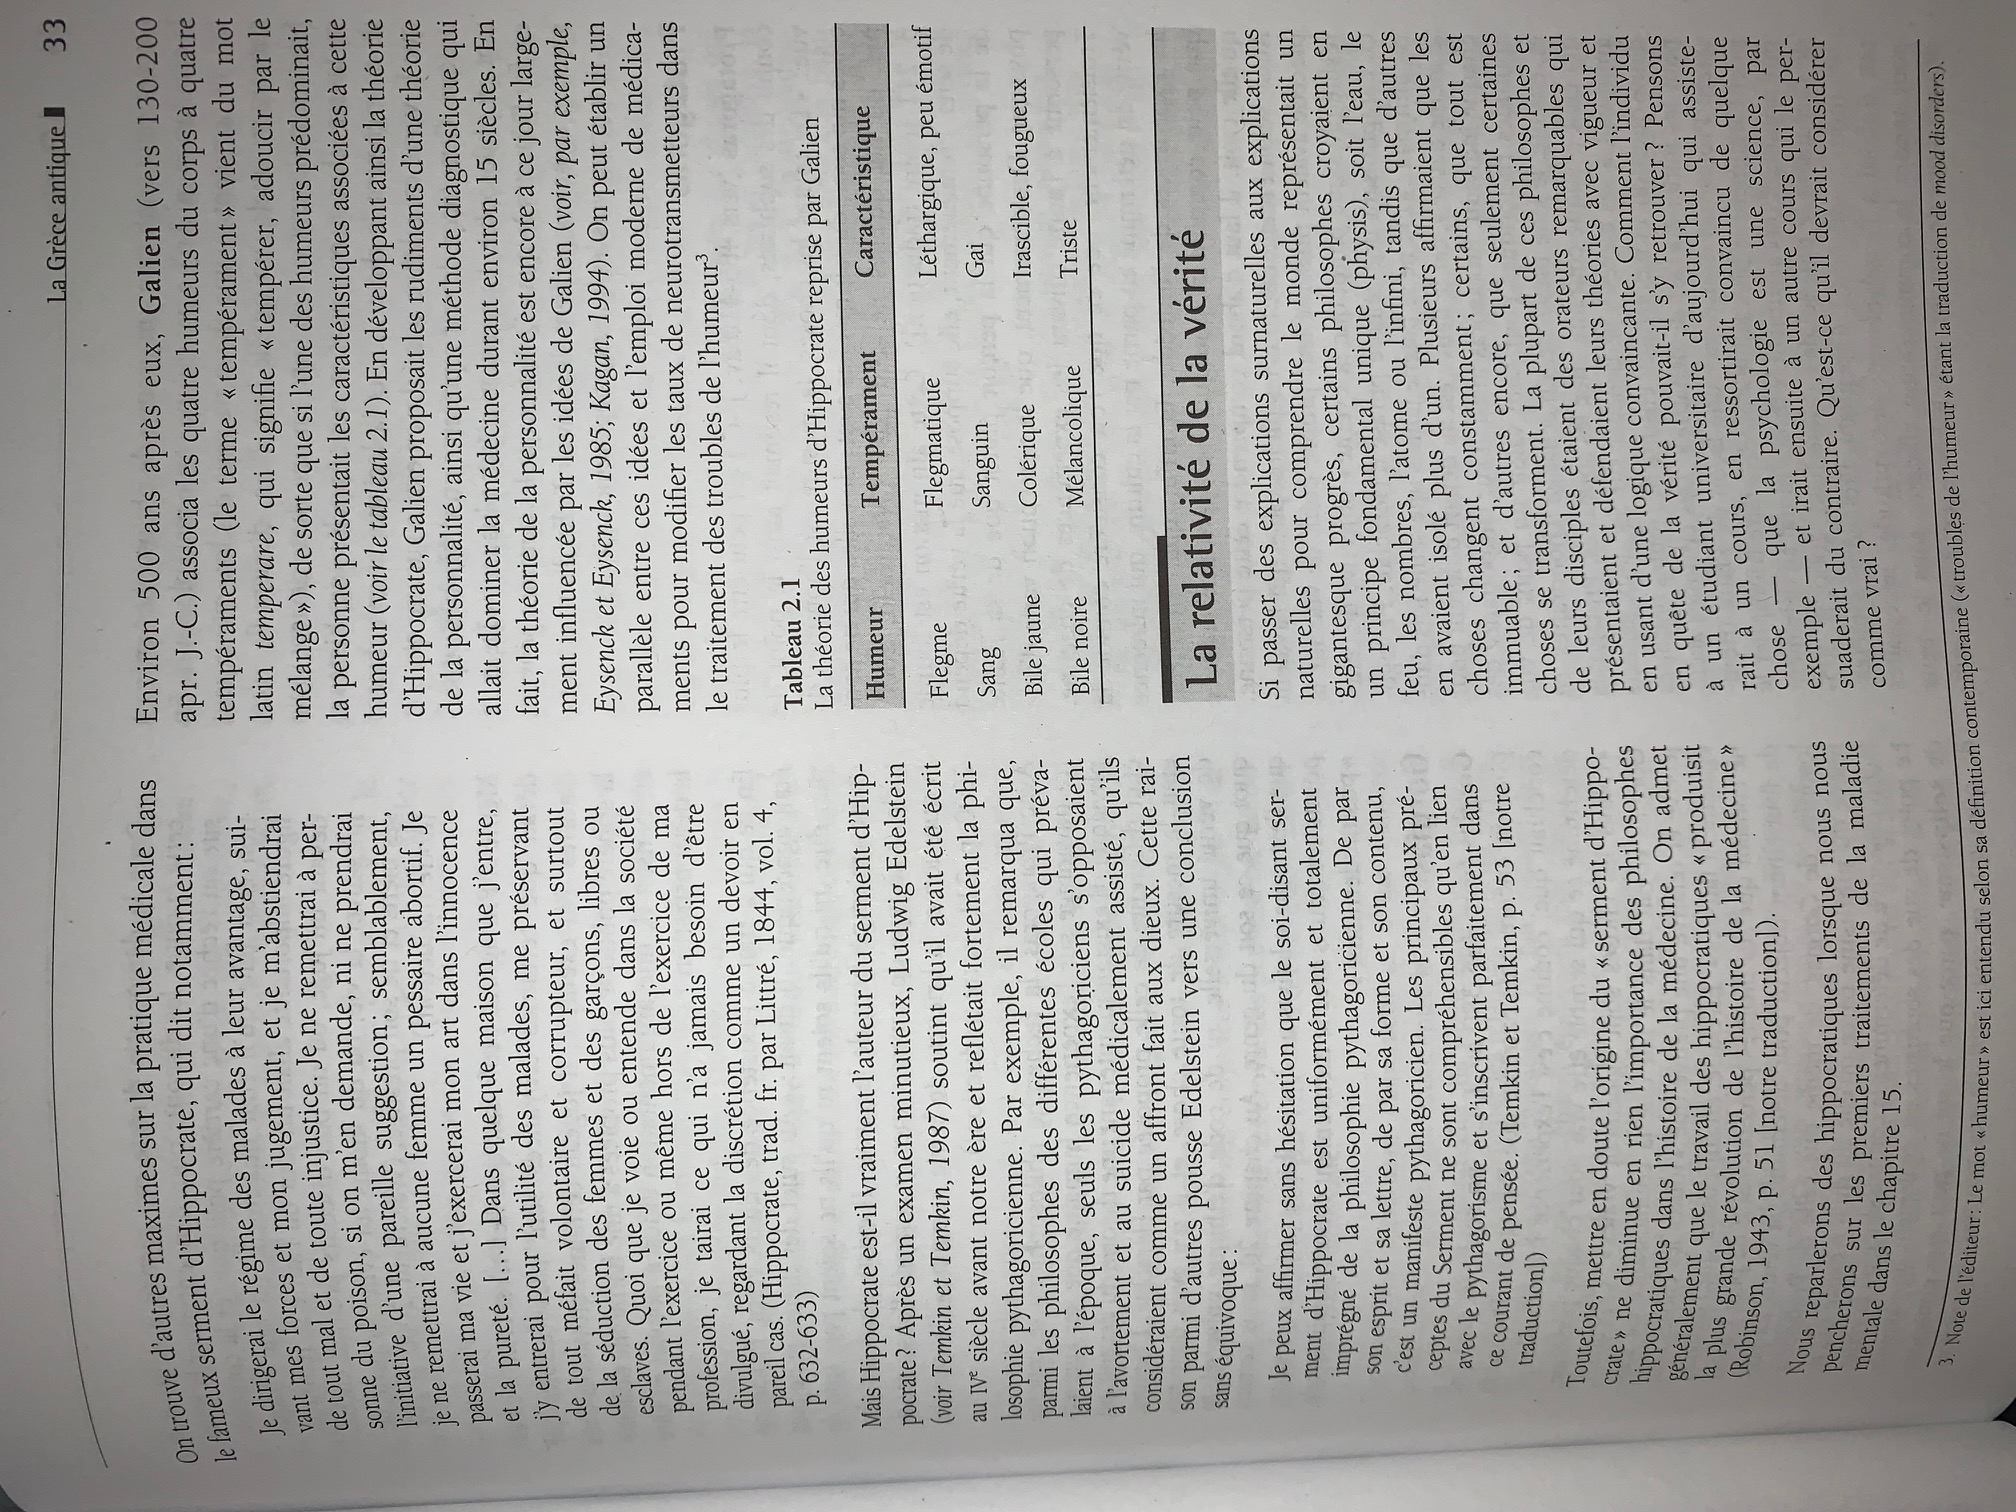 La Grèce antique 33
On trouve d'autres maximes sur la pratique médicale dans
le fameux serment d'Hippocrate, qui dit notamment :
Je dirigerai le régime des malades à leur avantage, sui-
vant mes forces et mon jugement, et je m'abstiendrai
de tout mal et de toute injustice. Je ne remettrai à per-
sonne du poison, si on m'en demande, ni ne prendrai
l'initiative d'une pareille suggestion ; semblablement,
je ne remettrai à aucune femme un pessaire abortif. Je
passerai ma vie et j'exercerai mon art dans l'innocence
et la pureté. [...] Dans quelque maison que j'entre,
j'y entrerai pour l'utilité des malades, me préservant
de tout méfait volontaire et corrupteur, et surtout
de la séduction des femmes et des garçons, libres ou
esclaves. Quoi que je voie ou entende dans la société
pendant l'exercice ou même hors de l'exercice de ma
profession, je tairai ce qui n'a jamais besoin d'être
divulgué, regardant la discrétion comme un devoir en
pareil cas. (Hippocrate, trad. fr. par Littré, 1844, vol. 4,
p. 632-633)
Mais Hippocrate est-il vraiment l'auteur du serment d'Hip-
pocrate ? Après un examen minutieux, Ludwig Edelstein
(voir Temkin et Temkin, 1987) soutint qu'il avait été écrit
au IVe siècle avant notre ère et reflétait fortement la phi-
losophie pythagoricienne. Par exemple, il remarqua que,
parmi les philosophes des différentes écoles qui préva-
laient à l'époque, seuls les pythagoriciens s'opposaient
à l'avortement et au suicide médicalement assisté, qu'ils
considéraient comme un affront fait aux dieux. Cette rai-
son parmi d'autres pousse Edelstein vers une conclusion
sans équivoque :
Je peux affirmer sans hésitation que le soi-disant ser-
ment d'Hippocrate est uniformément et totalement
imprégné de la philosophie pythagoricienne. De par
son esprit et sa lettre, de par sa forme et son contenu,
c'est un manifeste pythagoricien. Les principaux pré-
ceptes du Serment ne sont compréhensibles qu'en lien
avec le pythagorisme et s'inscrivent parfaitement dans
ce courant de pensée. (Temkin et Temkin, p. 53 [notre
traduction])
Toutefois, mettre en doute l'origine du « serment d'Hippo-
crate » ne diminue en rien l'importance des philosophes
hippocratiques dans l'histoire de la médecine. On admet
généralement que le travail des hippocratiques « produisit
la plus grande révolution de l'histoire de la médecine »
(Robinson, 1943, p. 51 [notre traduction]).
Nous reparlerons des hippocratiques lorsque nous nous
pencherons sur les premiers traitements de la maladie
mentale dans le chapitre 15.
Environ 500 ans après eux, Galien (vers 130-200
apr. J.-C.) associa les quatre humeurs du corps à quatre
tempéraments (le terme « tempérament » vient du mot
latin temperare, qui signifie « tempérer, adoucir par le
mélange »), de sorte que si l'une des humeurs prédominait,
la personne présentait les caractéristiques associées à cette
humeur (voir le tableau 2.1). En développant ainsi la théorie
d'Hippocrate, Galien proposait les rudiments d'une théorie
de la personnalité, ainsi qu'une méthode diagnostique qui
allait dominer la médecine durant environ 15 siècles. En
fait, la théorie de la personnalité est encore à ce jour large-
ment influencée par les idées de Galien (voir, par exemple,
Eysenck et Eysenck, 1985; Kagan, 1994). On peut établir un
parallèle entre ces idées et l'emploi moderne de médica-
ments pour modifier les taux de neurotransmetteurs dans
le traitement des troubles de l'humeur³.
Tableau 2.1
La théorie des humeurs d'Hippocrate reprise par Galien
Humeur Tempérament Caractéristique
Flegme Flegmatique Léthargique, peu émotif
Sang Sanguin Gai
Bile jaune Colérique Irascible, fougueux
Bile noire Mélancolique Triste
La relativité de la vérité
Si passer des explications surnaturelles aux explications
naturelles pour comprendre le monde représentait un
gigantesque progrès, certains philosophes croyaient en
un principe fondamental unique (physis), soit l'eau, le
feu, les nombres, l'atome ou l'infini, tandis que d'autres
en avaient isolé plus d'un. Plusieurs affirmaient que les
choses changent constamment ; certains, que tout est
immuable ; et d'autres encore, que seulement certaines
choses se transforment. La plupart de ces philosophes et
de leurs disciples étaient des orateurs remarquables qui
présentaient et défendaient leurs théories avec vigueur et
en usant d'une logique convaincante. Comment l'individu
en quête de la vérité pouvait-il s'y retrouver ? Pensons
à un étudiant universitaire d'aujourd'hui qui assiste-
rait à un cours, en ressortirait convaincu de quelque
chose — que la psychologie est une science, par
exemple — et irait ensuite à un autre cours qui le per-
suaderait du contraire. Qu'est-ce qu'il devrait considérer
comme vrai ?
3. Note de l'éditeur : Le mot « humeur » est ici entendu selon sa définition contemporaine (« troubles de l'humeur » étant la traduction de mood disorders).